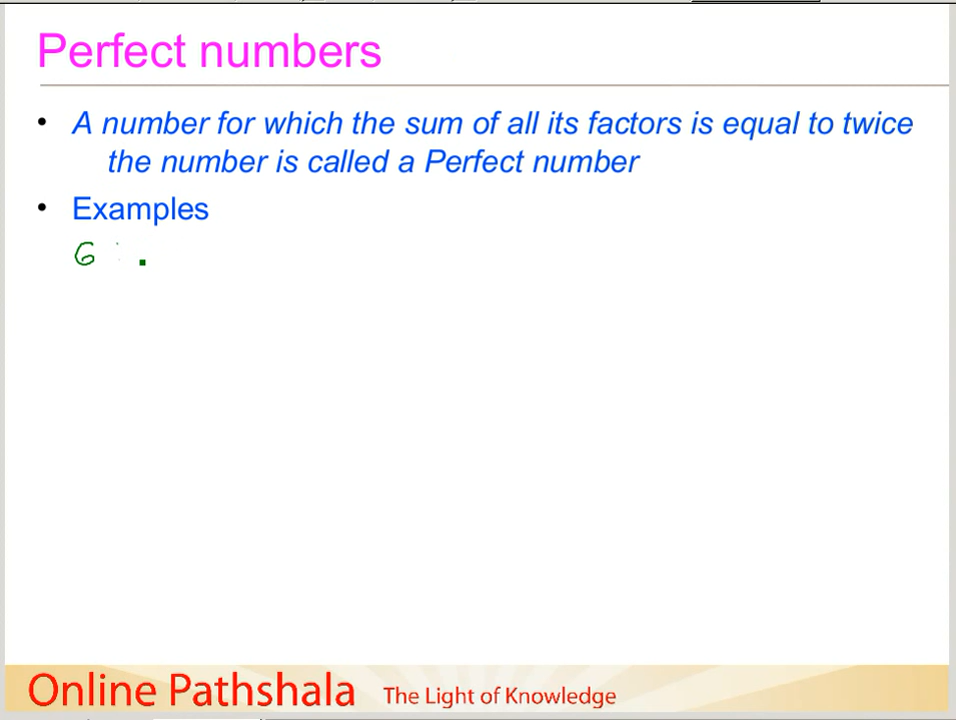 Perfect numbers
• A number for which the sum of all its factors is equal to twice
the number is called a Perfect number
• Examples
6 :
Online Pathshala The Light of Knowledge